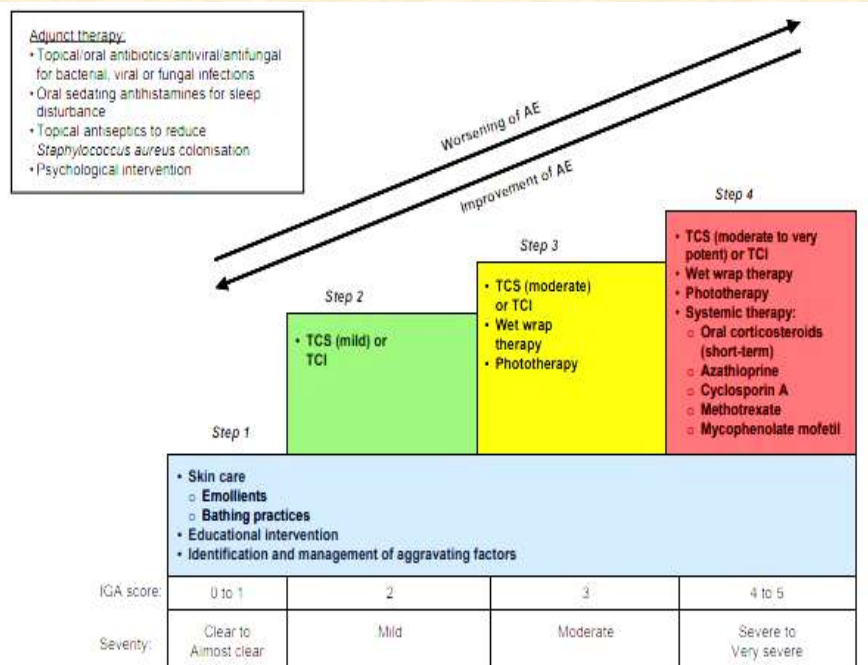 Adjunct therapy:
• Topical/oral antibiotics/antiviral/antifungal
for bacterial, viral or fungal infections
• Oral sedating antihistamines for sleep
disturbance
• Topical antiseptics to reduce
Staphylococcus aureus colonisation
• Psychological intervention
Worsening of AE
Improvement of AE
Step 4
• TCS (moderate to very
potent) or TCI
• Wet wrap therapy
• Phototherapy
• Systemic therapy:
o Oral corticosteroids
(short-term)
o Azathioprine
o Cyclosporin A
o Methotrexate
o Mycophenolate mofetil
Step 3
• TCS (moderate)
or TCI
• Wet wrap
therapy
• Phototherapy
Step 2
• TCS (mild) or
TCI
Step 1
• Skin care
o Emollients
o Bathing practices
• Educational intervention
• Identification and management of aggravating factors
IGA score: 0 to 1 2 3 4 to 5
Severity: Clear to Almost clear Mild Moderate Severe to Very severe